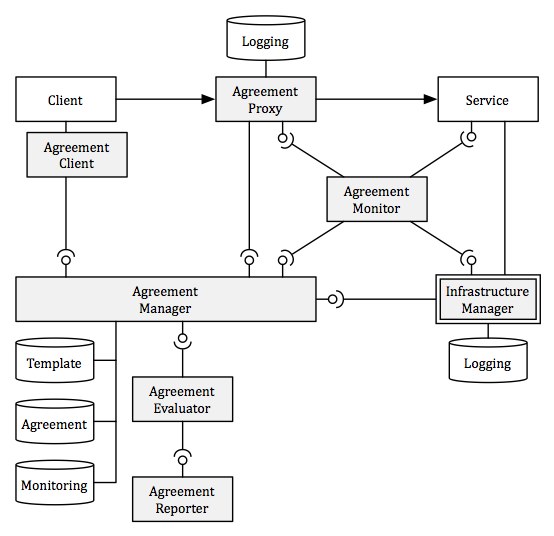 Logging
Client
Agreement
Proxy
Service
Agreement
Client
Agreement
Monitor
Agreement
Manager
Infrastructure
Manager
Template
Logging
Agreement
Evaluator
Agreement
Monitoring
Agreement
Reporter